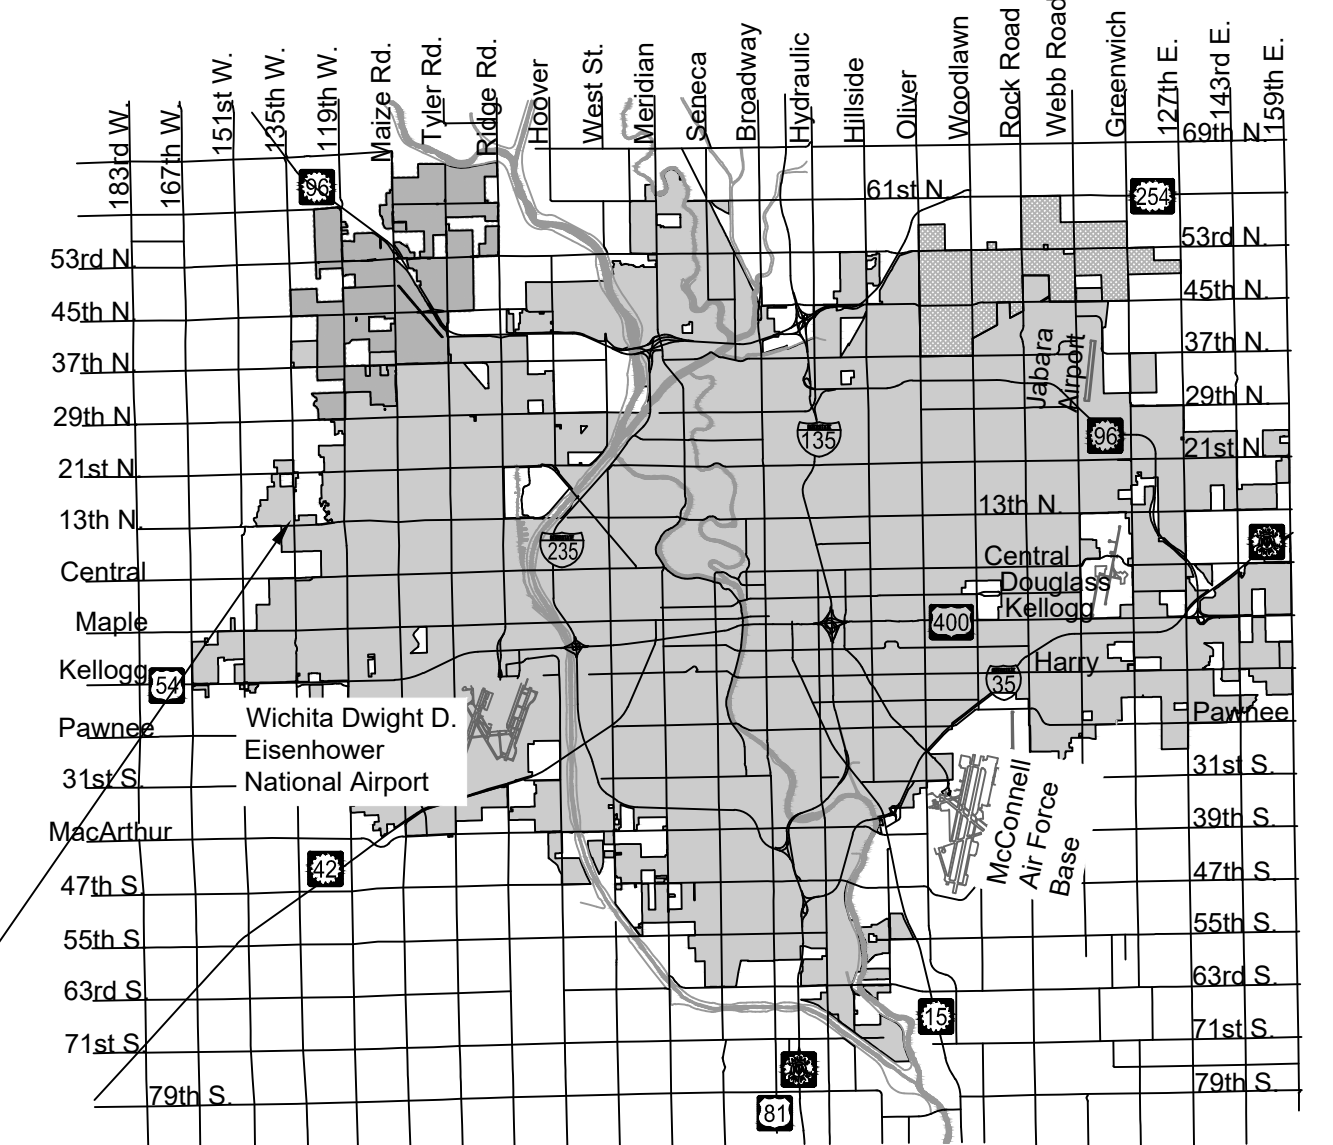 183rd W.
167th W.
151st W.
135th W.
119th W.
Maize Rd.
Tyler Rd.
Ridge Rd.
Hoover
West St.
Meridian
Seneca
Broadway
Hydraulic
Hillside
Oliver
Woodlawn
Rock Road
Webb Road
Greenwich
127th E.
143rd E.
159th E.
69th N.
96
61st N.
254
53rd N.
53rd N.
45th N.
45th N.
37th N.
37th N.
Jabara
Airport
29th N.
29th N.
135
96
21st N.
21st N.
13th N.
13th N.
235
Central
Central
Douglass
Kellogg
Maple
400
Kellogg
Harry
54
35
Wichita Dwight D.
Eisenhower
National Airport
Pawnee
Pawnee
31st S.
31st S.
McConnell
Air Force
Base
MacArthur
39th S.
42
47th S.
47th S.
55th S.
55th S.
63rd S.
63rd S.
15
71st S.
71st S.
79th S.
79th S.
81